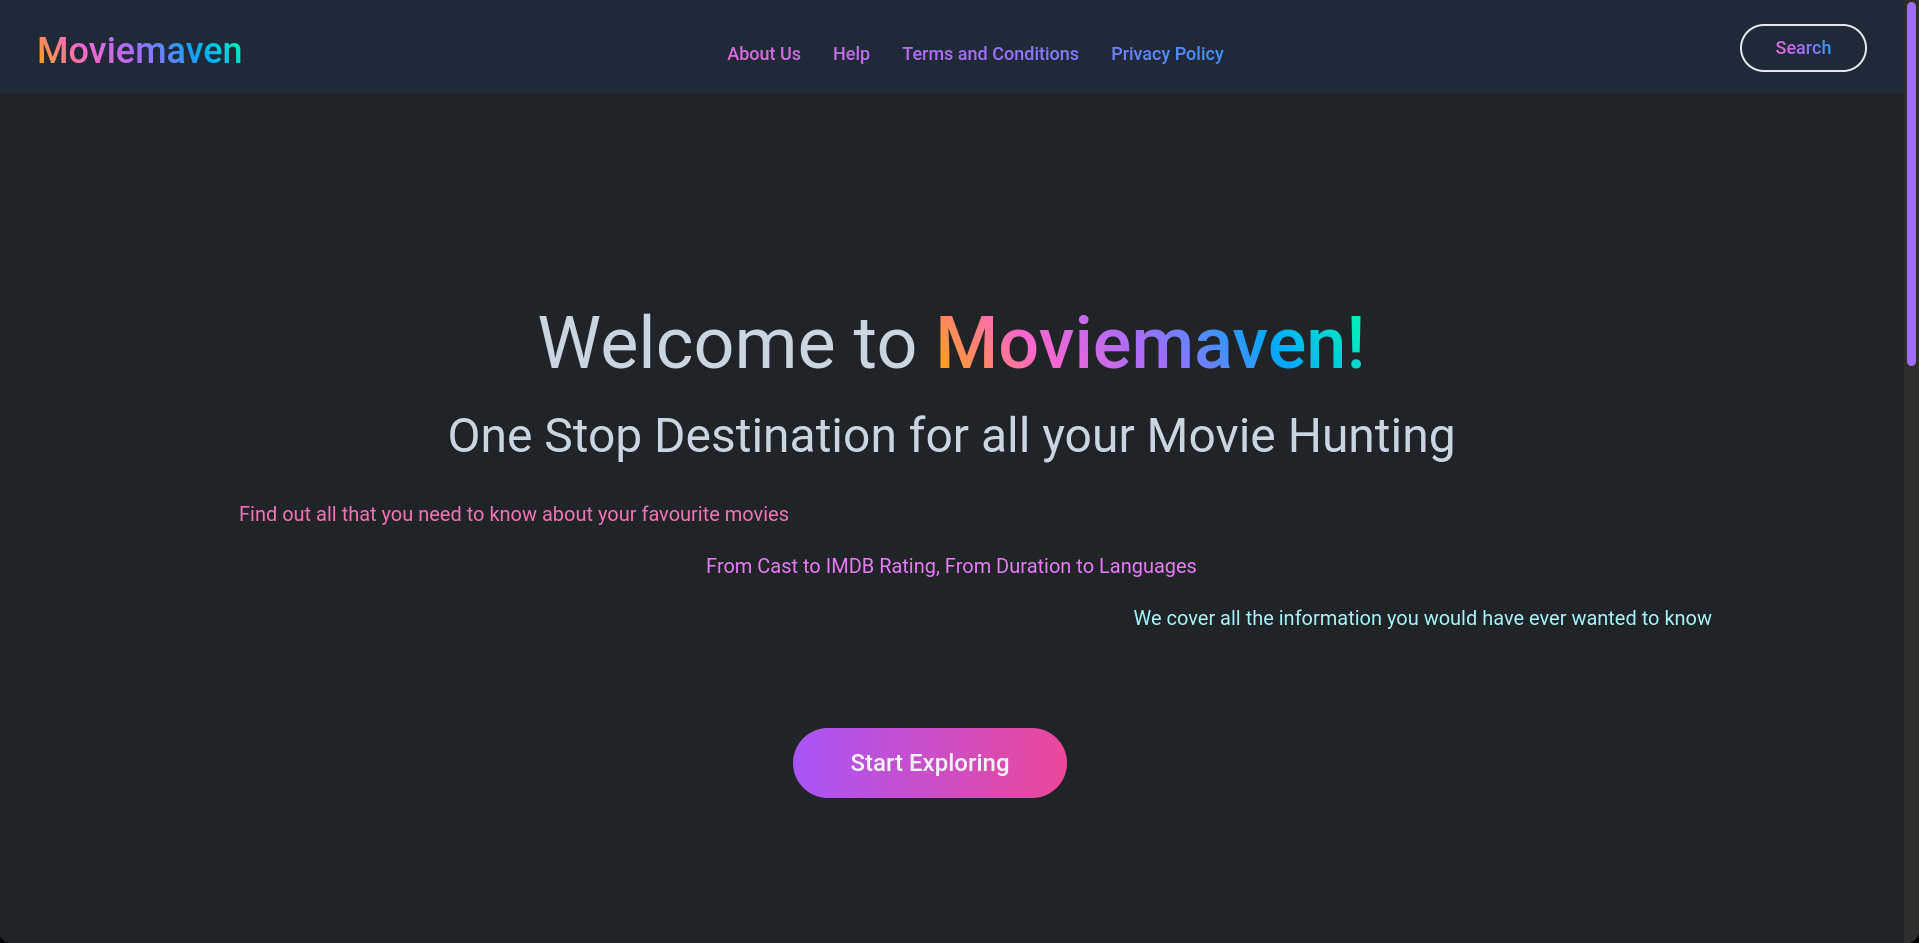 Moviemaven
About Us Help Terms and Conditions Privacy Policy
Search
Welcome to Moviemaven!
One Stop Destination for all your Movie Hunting
Find out all that you need to know about your favourite movies
From Cast to IMDB Rating, From Duration to Languages
We cover all the information you would have ever wanted to know
Start Exploring